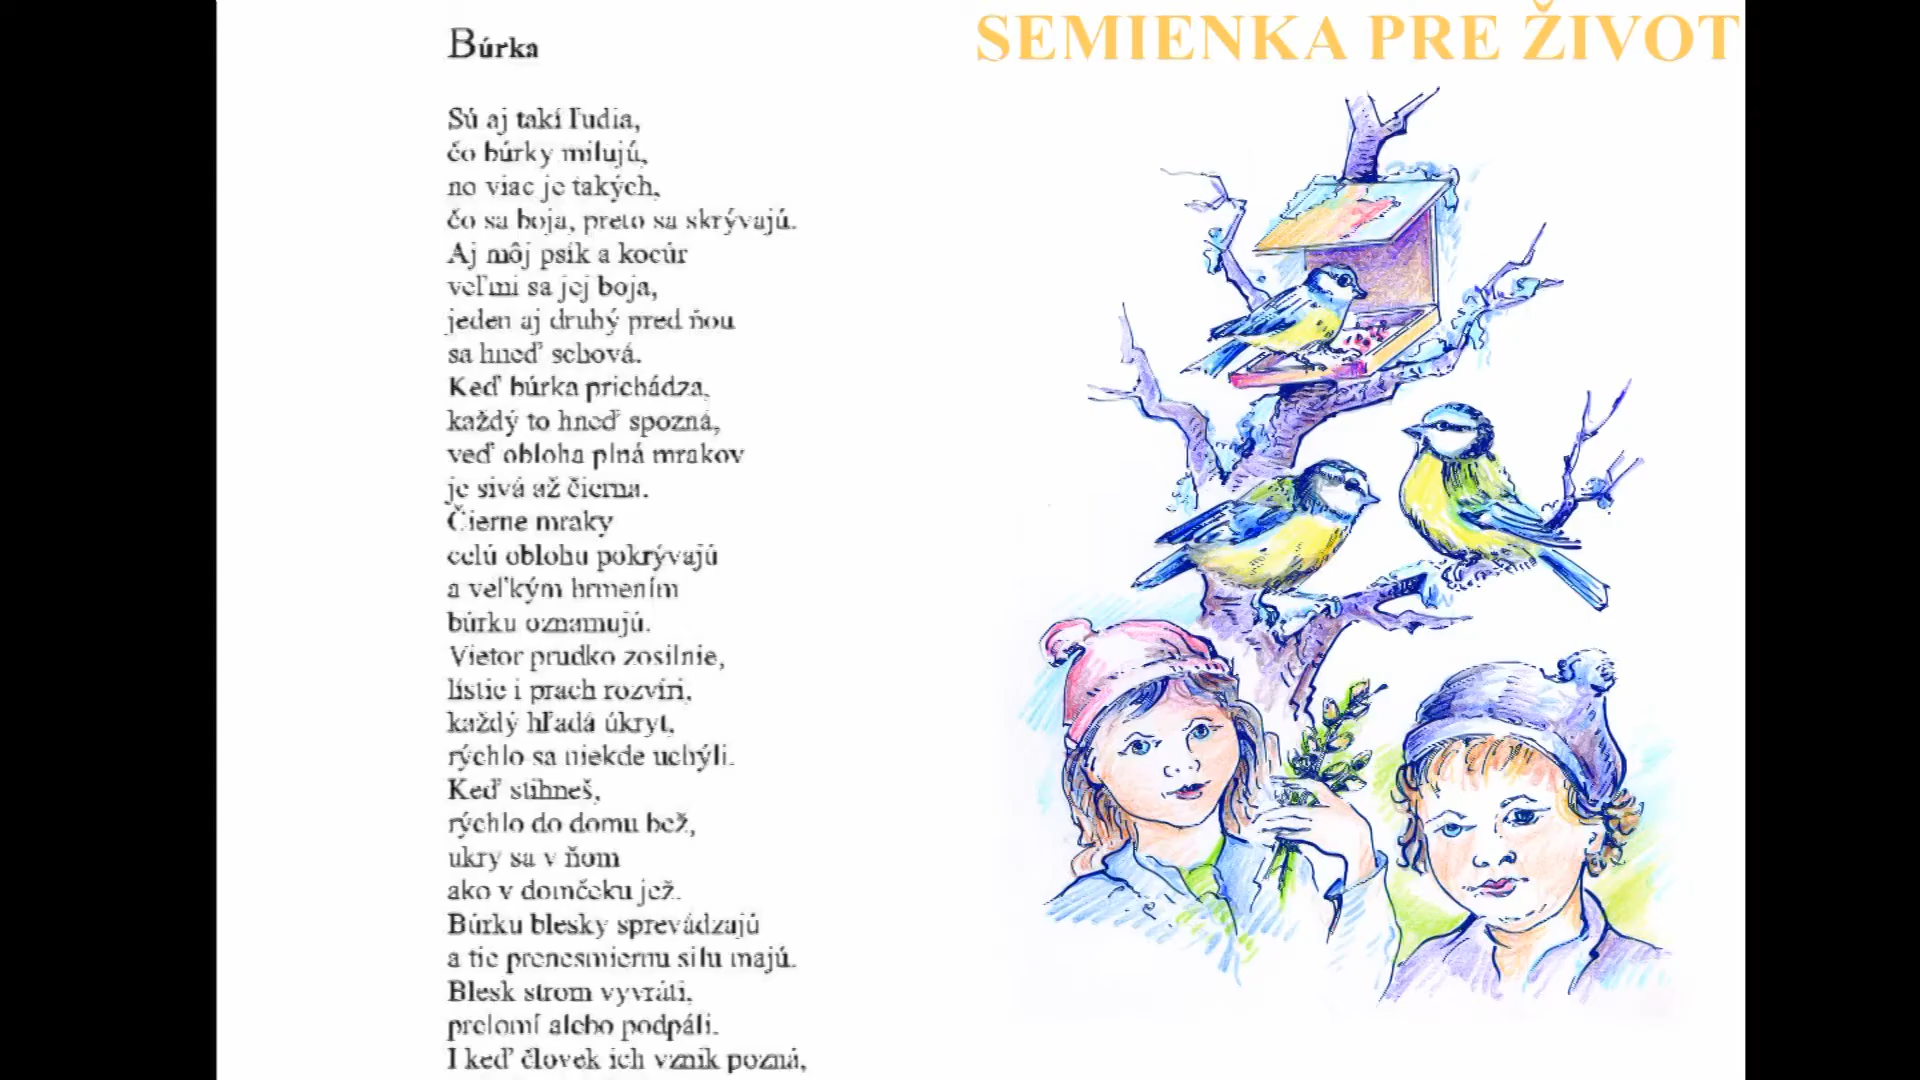 SEMIENKA PRE ŽIVOT
Búrka
Sú aj takí ľudia,
čo búrky milujú,
no viac je takých,
čo sa boja, preto sa skrývajú.
Aj môj psík a kocúr
veľmi sa jej boja,
jeden aj druhý pred ňou
sa hneď schová.
Keď búrka prichádza,
každý to hneď spozná,
veď obloha plná mrakov
je sivá až čierna.
Čierne mraky
celú oblohu pokrývajú
a veľkým hrmením
búrku oznamujú.
Vietor prudko zosilnie,
lístie i prach rozvíri,
každý hľadá úkryt,
rýchlo sa niekde uchýli.
Keď stihneš,
rýchlo do domu bež,
ukry sa v ňom
ako v domčeku jež.
Búrku blesky sprevádzajú
a tie prenesmiernu silu majú.
Blesk strom vyvráti,
prelomí alebo podpáli.
I keď človek ich vznik pozná,